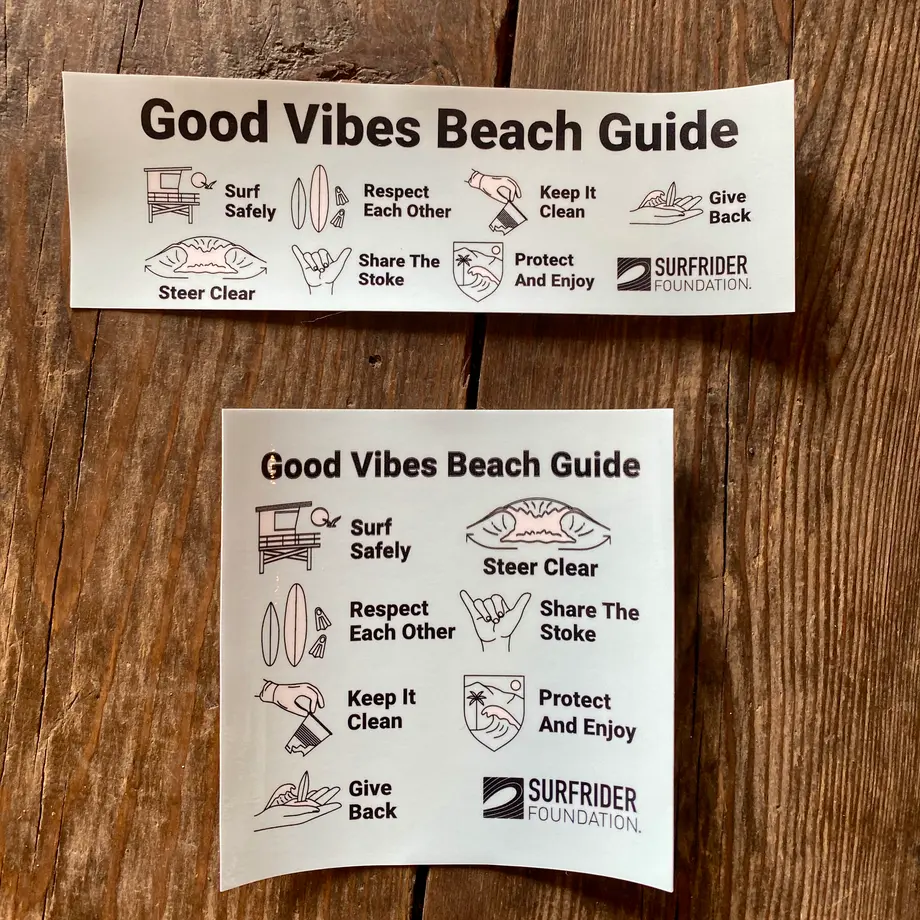 Good Vibes Beach Guide
Surf
Safely
Respect
Each Other
Keep It
Clean
Give
Back
Steer Clear
Share The
Stoke
Protect
And Enjoy
SURFRIDER
FOUNDATION.
Good Vibes Beach Guide
Surf
Safely
Steer Clear
Respect
Each Other
Share The
Stoke
Keep It
Clean
Protect
And Enjoy
Give
Back
SURFRIDER
FOUNDATION.